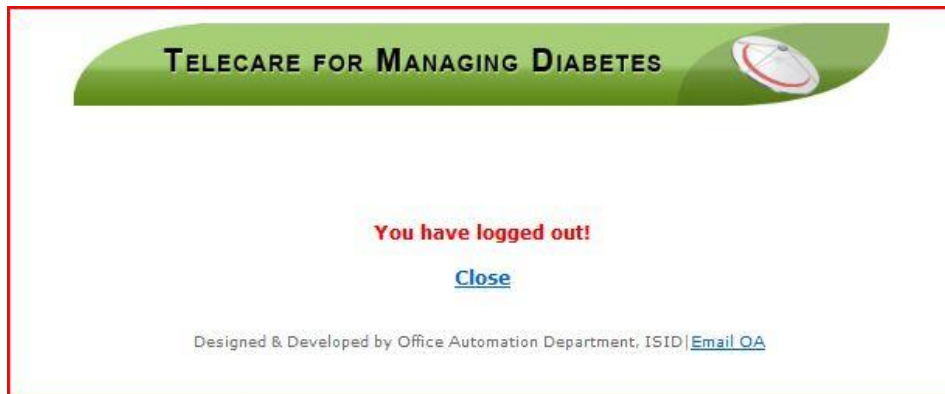 TELECARE FOR MANAGING DIABETES
You have logged out!
Close
Designed & Developed by Office Automation Department, ISID|Email OA